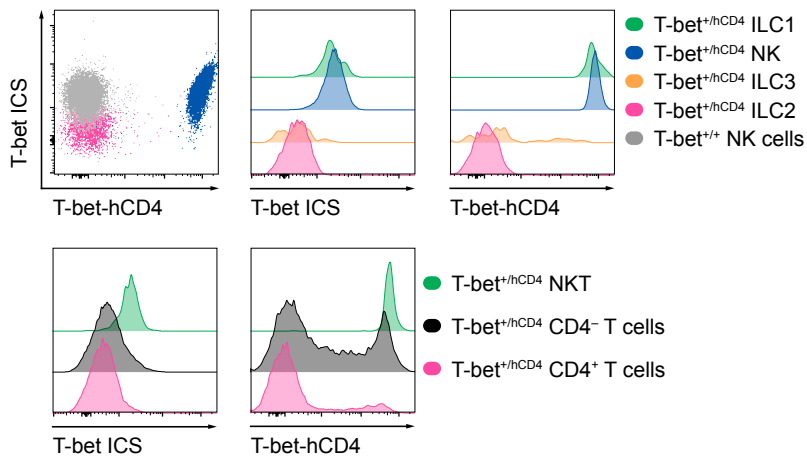 T-bet ICS
T-bet-hCD4
T-bet ICS
T-bet-hCD4
T-bet+/hCD4 ILC1
T-bet+/hCD4 NK
T-bet+/hCD4 ILC3
T-bet+/hCD4 ILC2
T-bet+/+ NK cells
T-bet ICS
T-bet-hCD4
T-bet+/hCD4 NKT
T-bet+/hCD4 CD4– T cells
T-bet+/hCD4 CD4+ T cells